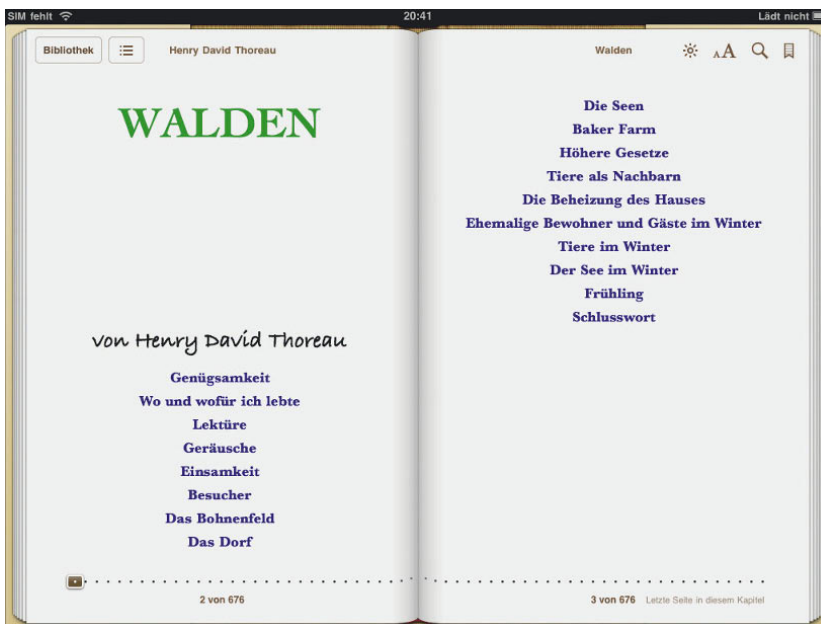 SIM fehlt
20:41
Lädt nicht
Bibliothek
Henry David Thoreau
Walden
AA
WALDEN
von Henry David Thoreau
Genügsamkeit
Wo und wofür ich lebte
Lektüre
Geräusche
Einsamkeit
Besucher
Das Bohnenfeld
Das Dorf
2 von 676
Die Seen
Baker Farm
Höhere Gesetze
Tiere als Nachbarn
Die Beheizung des Hauses
Ehemalige Bewohner und Gäste im Winter
Tiere im Winter
Der See im Winter
Frühling
Schlusswort
3 von 676 Letzte Seite in diesem Kapitel